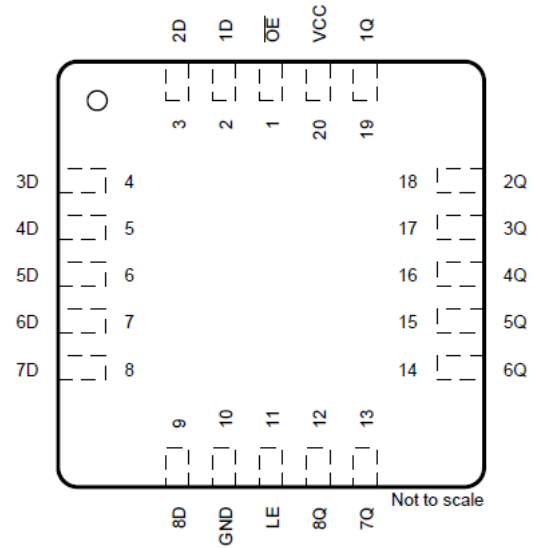 2D 1D O̅E̅ VCC 1Q
3 2 1 20 19
3D 4 18 2Q
4D 5 17 3Q
5D 6 16 4Q
6D 7 15 5Q
7D 8 14 6Q
9 10 11 12 13
Not to scale
8D GND LE 8Q 7Q